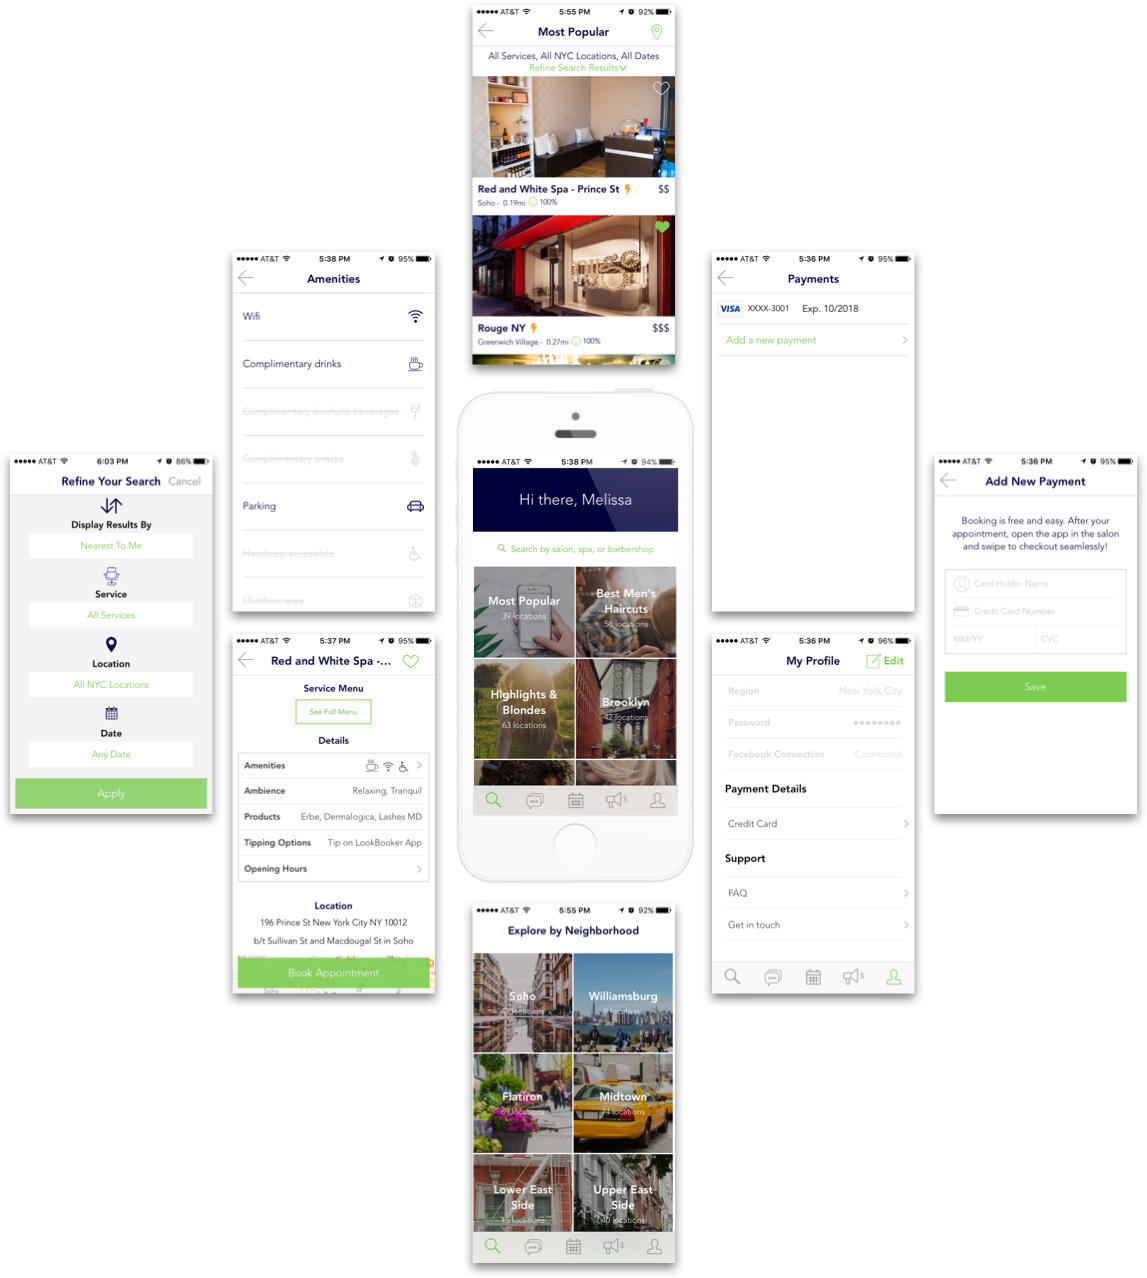 AT&T 5:55 PM 92%
Most Popular
All Services, All NYC Locations, All Dates
Refine Search Results
Red and White Spa - Prince St $$
Soho - 0.19mi 100%
Rouge NY $$$
Greenwich Village - 0.27mi 100%
AT&T 5:38 PM 95%
Amenities
Wifi
Complimentary drinks
Complimentary alcoholic beverages
Complimentary snacks
Parking
Handicap accessible
Outdoor area
AT&T 5:36 PM 95%
Payments
VISA XXXX-3001 Exp. 10/2018
Add a new payment
AT&T 6:03 PM 86%
Refine Your Search Cancel
Display Results By
Nearest To Me
Service
All Services
Location
All NYC Locations
Date
Any Date
Apply
AT&T 5:38 PM 94%
Hi there, Melissa
Search by salon, spa, or barbershop
Most Popular
39 locations
Best Men's
Haircuts
58 locations
Highlights &
Blondes
63 locations
Brooklyn
42 locations
AT&T 5:36 PM 95%
Add New Payment
Booking is free and easy. After your
appointment, open the app in the salon
and swipe to checkout seamlessly!
Card Holder Name
Credit Card Number
MM/YY CVC
Save
AT&T 5:37 PM 95%
Red and White Spa -...
Service Menu
See Full Menu
Details
Amenities
Ambience Relaxing, Tranquil
Products Erbe, Dermalogica, Lashes MD
Tipping Options Tip on LookBooker App
Opening Hours
Location
196 Prince St New York City NY 10012
b/t Sullivan St and Macdougal St in Soho
Book Appointment
AT&T 5:36 PM 96%
My Profile Edit
Region New York City
Password
Facebook Connection Connected
Payment Details
Credit Card
Support
FAQ
Get in touch
AT&T 5:55 PM 92%
Explore by Neighborhood
Soho
locations
Williamsburg
9 locations
Flatiron
69 locations
Midtown
74 locations
Lower East
Side
15 locations
Upper East
Side
40 locations